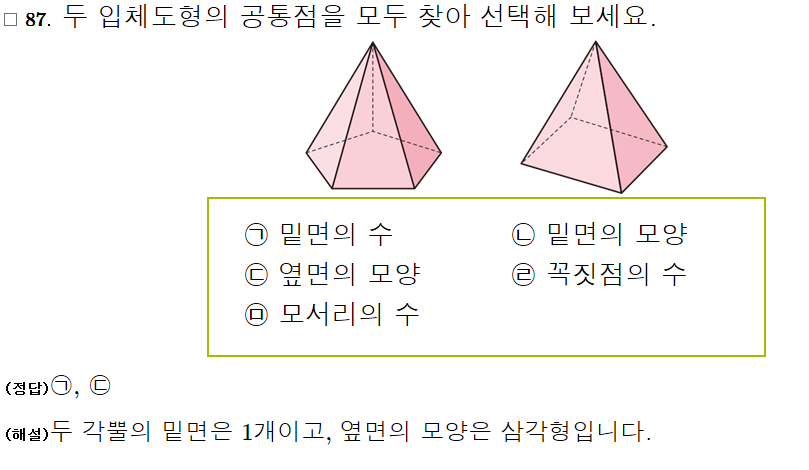 □ 87. 두 입체도형의 공통점을 모두 찾아 선택해 보세요.
㉠ 밑면의 수 ㉡ 밑면의 모양
㉢ 옆면의 모양 ㉣ 꼭짓점의 수
㉤ 모서리의 수
(정답)㉠, ㉢
(해설)두 각뿔의 밑면은 1개이고, 옆면의 모양은 삼각형입니다.